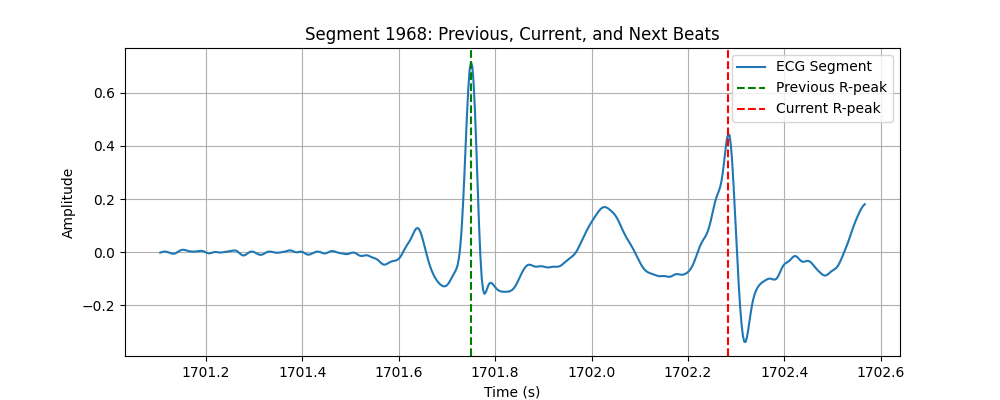 Segment 1968: Previous, Current, and Next Beats
ECG Segment
Previous R-peak
Current R-peak
Amplitude
0.6
0.4
0.2
0.0
−0.2
1701.2 1701.4 1701.6 1701.8 1702.0 1702.2 1702.4 1702.6
Time (s)